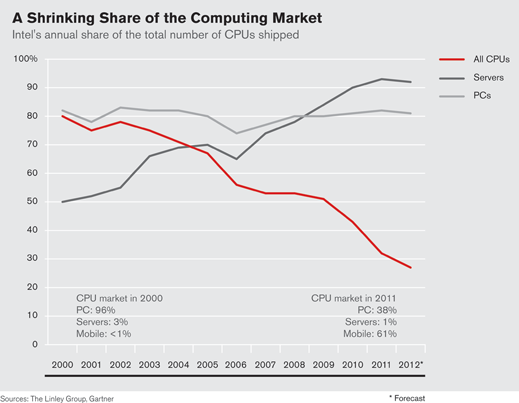 A Shrinking Share of the Computing Market
Intel's annual share of the total number of CPUs shipped
100%
90
80
70
60
50
40
30
20
10
0
All CPUs
Servers
PCs
CPU market in 2000
PC: 96%
Servers: 3%
Mobile: <1%
CPU market in 2011
PC: 38%
Servers: 1%
Mobile: 61%
2000 2001 2002 2003 2004 2005 2006 2007 2008 2009 2010 2011 2012*
Sources: The Linley Group, Gartner
* Forecast